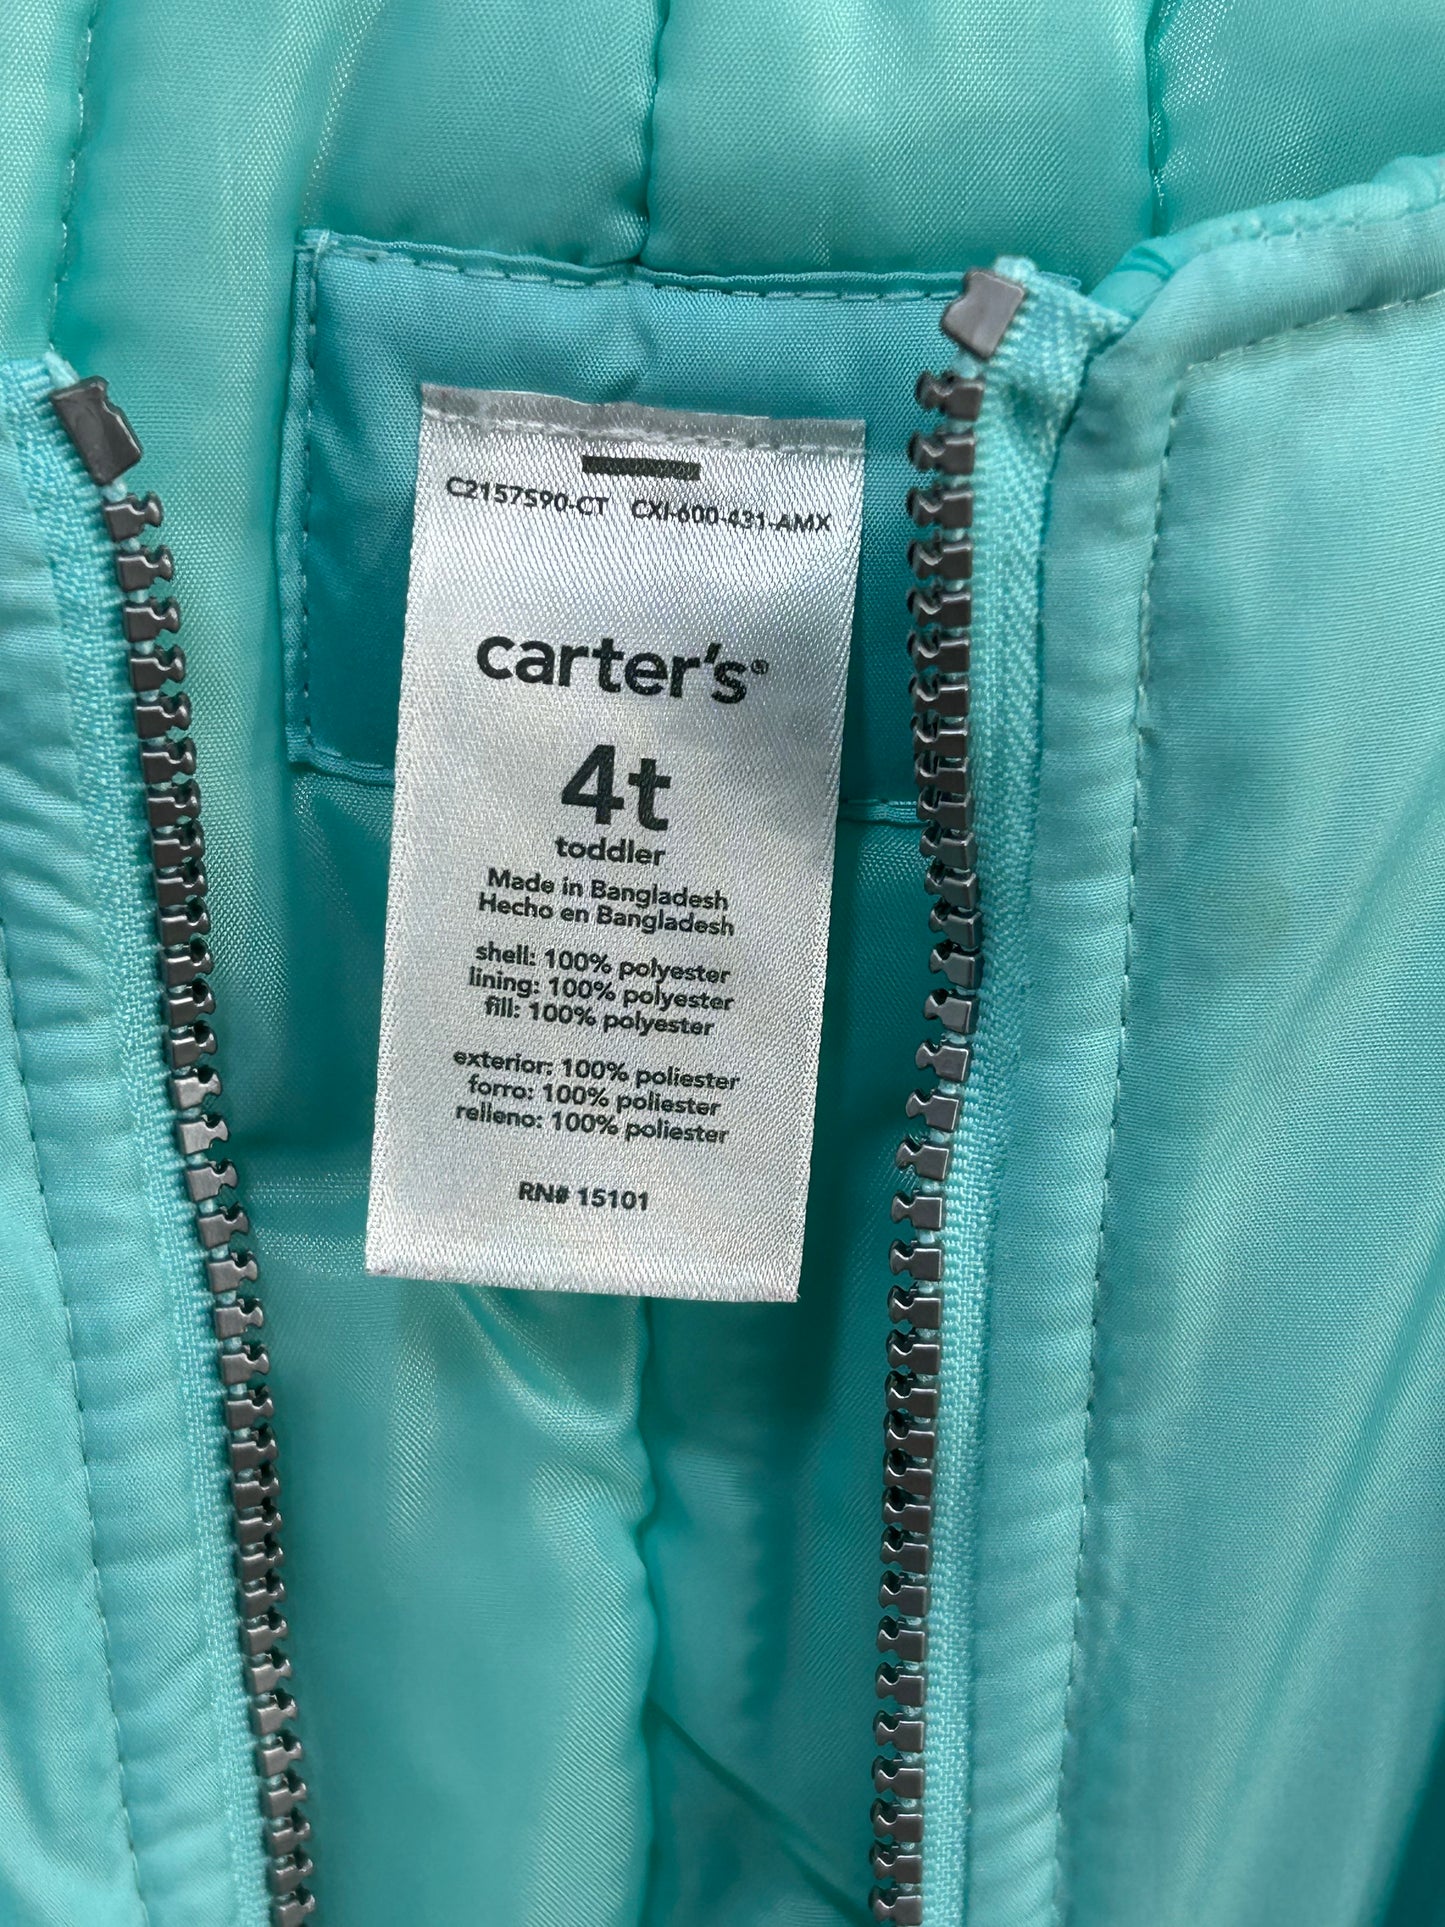 C2157S90-CT CXI-600-431-AMX
carter's®
4t
toddler
Made in Bangladesh
Hecho en Bangladesh
shell: 100% polyester
lining: 100% polyester
fill: 100% polyester
exterior: 100% poliester
forro: 100% poliester
relleno: 100% poliester
RN# 15101